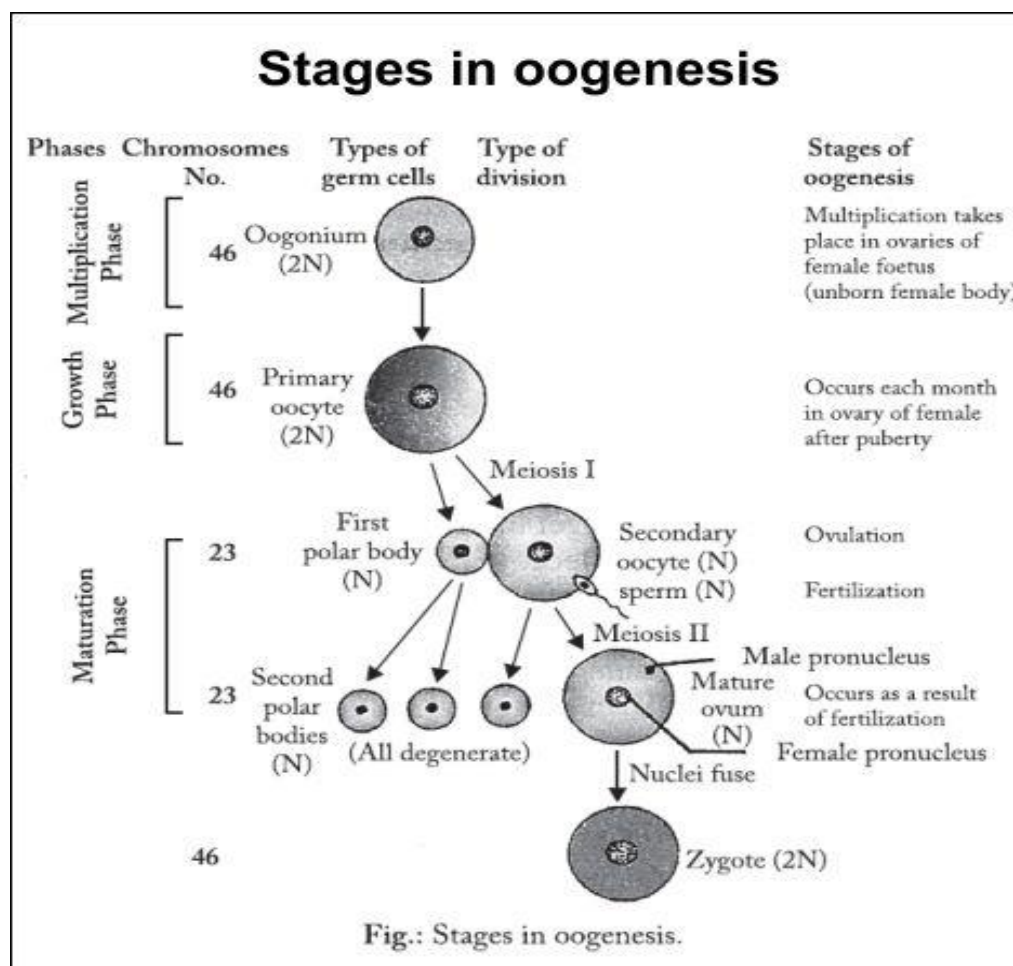 Stages in oogenesis
Phases
Chromosomes
No.
Types of
germ cells
Type of
division
Stages of
oogenesis
Multiplication
Phase
46
Oogonium
(2N)
Multiplication takes
place in ovaries of
female foetus
(unborn female body)
Growth
Phase
46
Primary
oocyte
(2N)
Occurs each month
in ovary of female
after puberty
Meiosis I
Maturation
Phase
23
First
polar body
(N)
Secondary
oocyte (N)
sperm (N)
Ovulation
Fertilization
Meiosis II
23
Second
polar
bodies
(N)
(All degenerate)
Mature
ovum
(N)
Male pronucleus
Occurs as a result
of fertilization
Female pronucleus
Nuclei fuse
46
Zygote (2N)
Fig.: Stages in oogenesis.